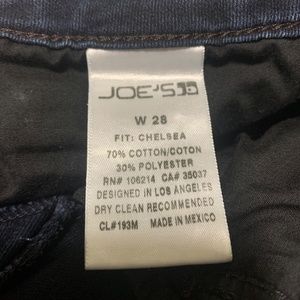 JOE'S
W 28
FIT: CHELSEA
70% COTTON/COTON
30% POLYESTER
RN# 106214 CA# 35037
DESIGNED IN LOS ANGELES
DRY CLEAN RECOMMENDED
CL#193M MADE IN MEXICO